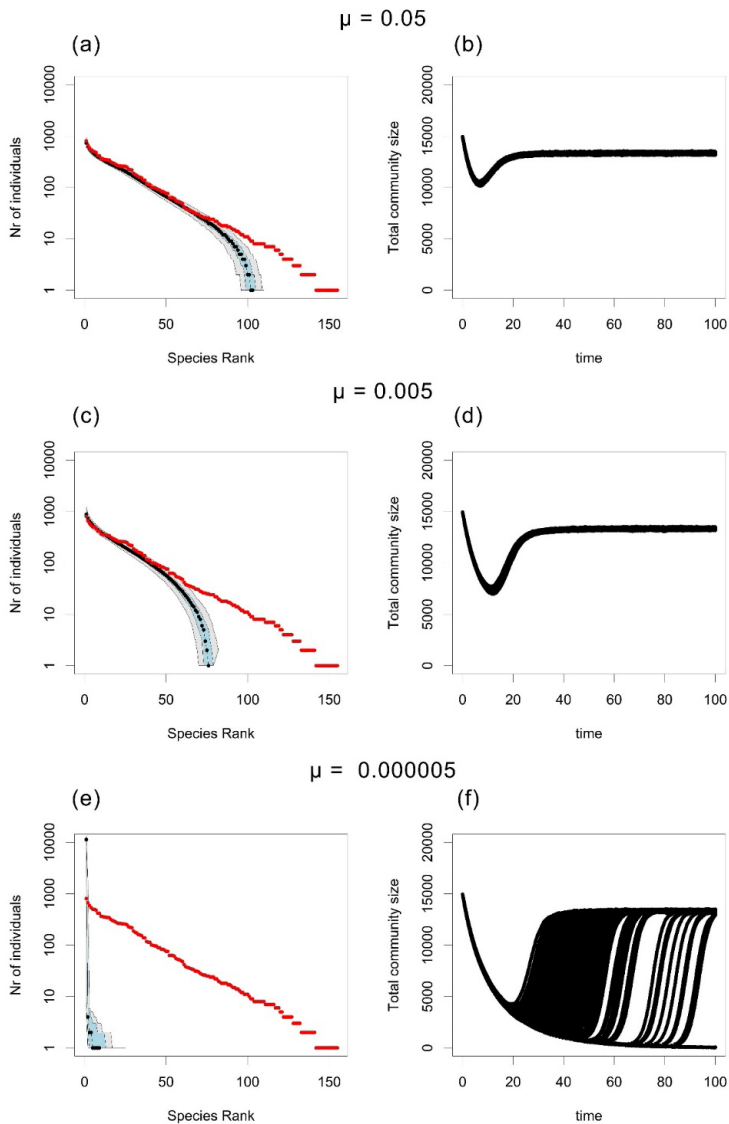 μ = 0.05
(a)
(b)
Nr of individuals
1 10 100 1000 10000
0 50 100 150
Species Rank
Total community size
0 5000 10000 15000 20000
0 20 40 60 80 100
time
μ = 0.005
(c)
(d)
Nr of individuals
1 10 100 1000 10000
0 50 100 150
Species Rank
Total community size
0 5000 10000 15000 20000
0 20 40 60 80 100
time
μ = 0.000005
(e)
(f)
Nr of individuals
1 10 100 1000 10000
0 50 100 150
Species Rank
Total community size
0 5000 10000 15000 20000
0 20 40 60 80 100
time